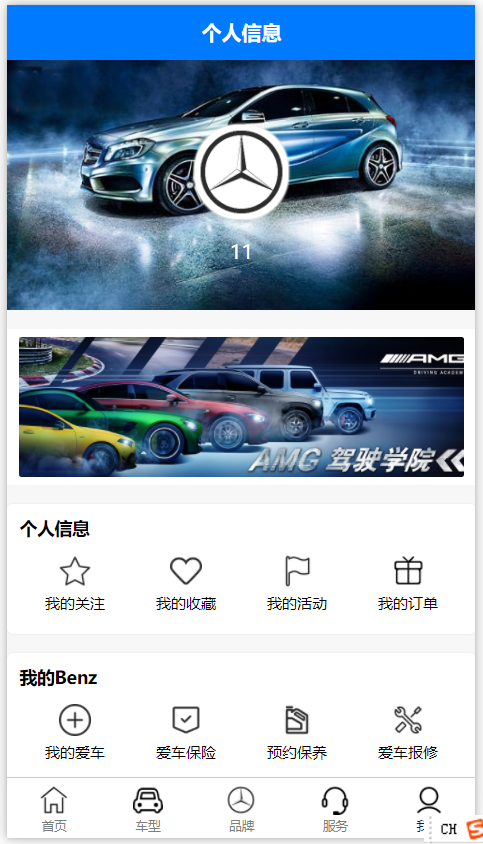 个人信息
11
AMG
DRIVING ACADEM
AMG 驾驶学院
个人信息
我的关注 我的收藏 我的活动 我的订单
我的Benz
我的爱车 爱车保险 预约保养 爱车报修
首页 车型 品牌 服务 我
CH